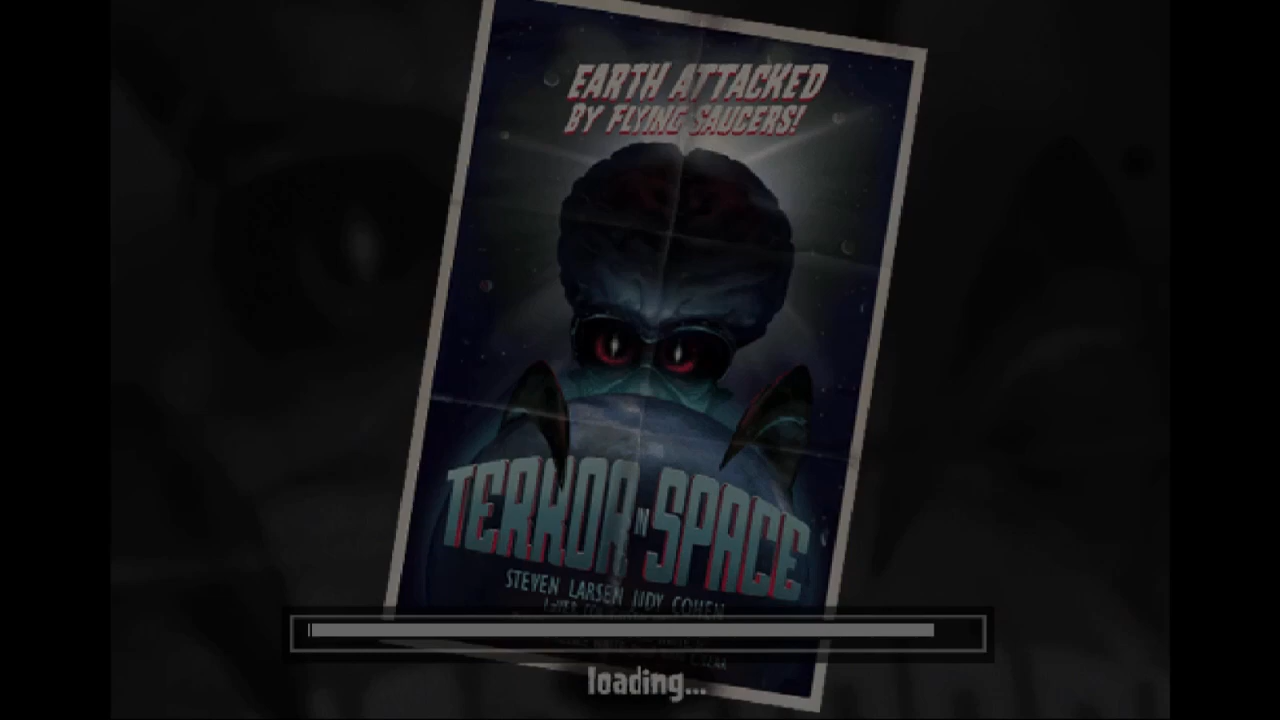 EARTH ATTACKED
BY FLYING SAUCERS!
TERROR IN SPACE
STEVEN LARSEN JUDY COHEN
loading...